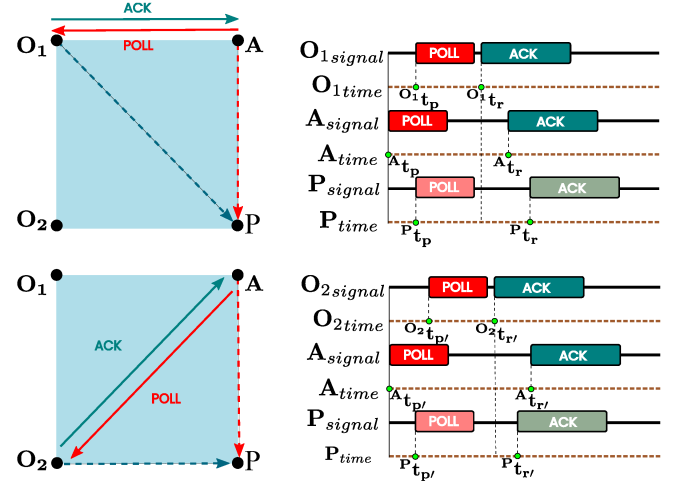 ACK
O1 A
POLL
O2 P
O1signal POLL ACK
O1time
O1tp O1tr
Asignal POLL ACK
Atime
Atp Atr
Psignal POLL ACK
Ptime
Ptp Ptr
O1 A
ACK
POLL
O2 P
O2signal POLL ACK
O2time
O2tp′ O2tr′
Asignal POLL ACK
Atime
Atp′ Atr′
Psignal POLL ACK
Ptime
Ptp′ Ptr′